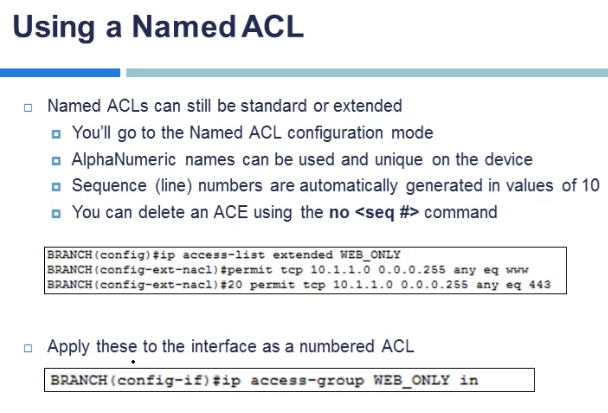 Using a Named ACL
Named ACLs can still be standard or extended
You'll go to the Named ACL configuration mode
AlphaNumeric names can be used and unique on the device
Sequence (line) numbers are automatically generated in values of 10
You can delete an ACE using the no <seq #> command
BRANCH(config)#ip access-list extended WEB_ONLY
BRANCH(config-ext-nacl)#permit tcp 10.1.1.0 0.0.0.255 any eq www
BRANCH(config-ext-nacl)#20 permit tcp 10.1.1.0 0.0.0.255 any eq 443
Apply these to the interface as a numbered ACL
BRANCH(config-if)#ip access-group WEB_ONLY in